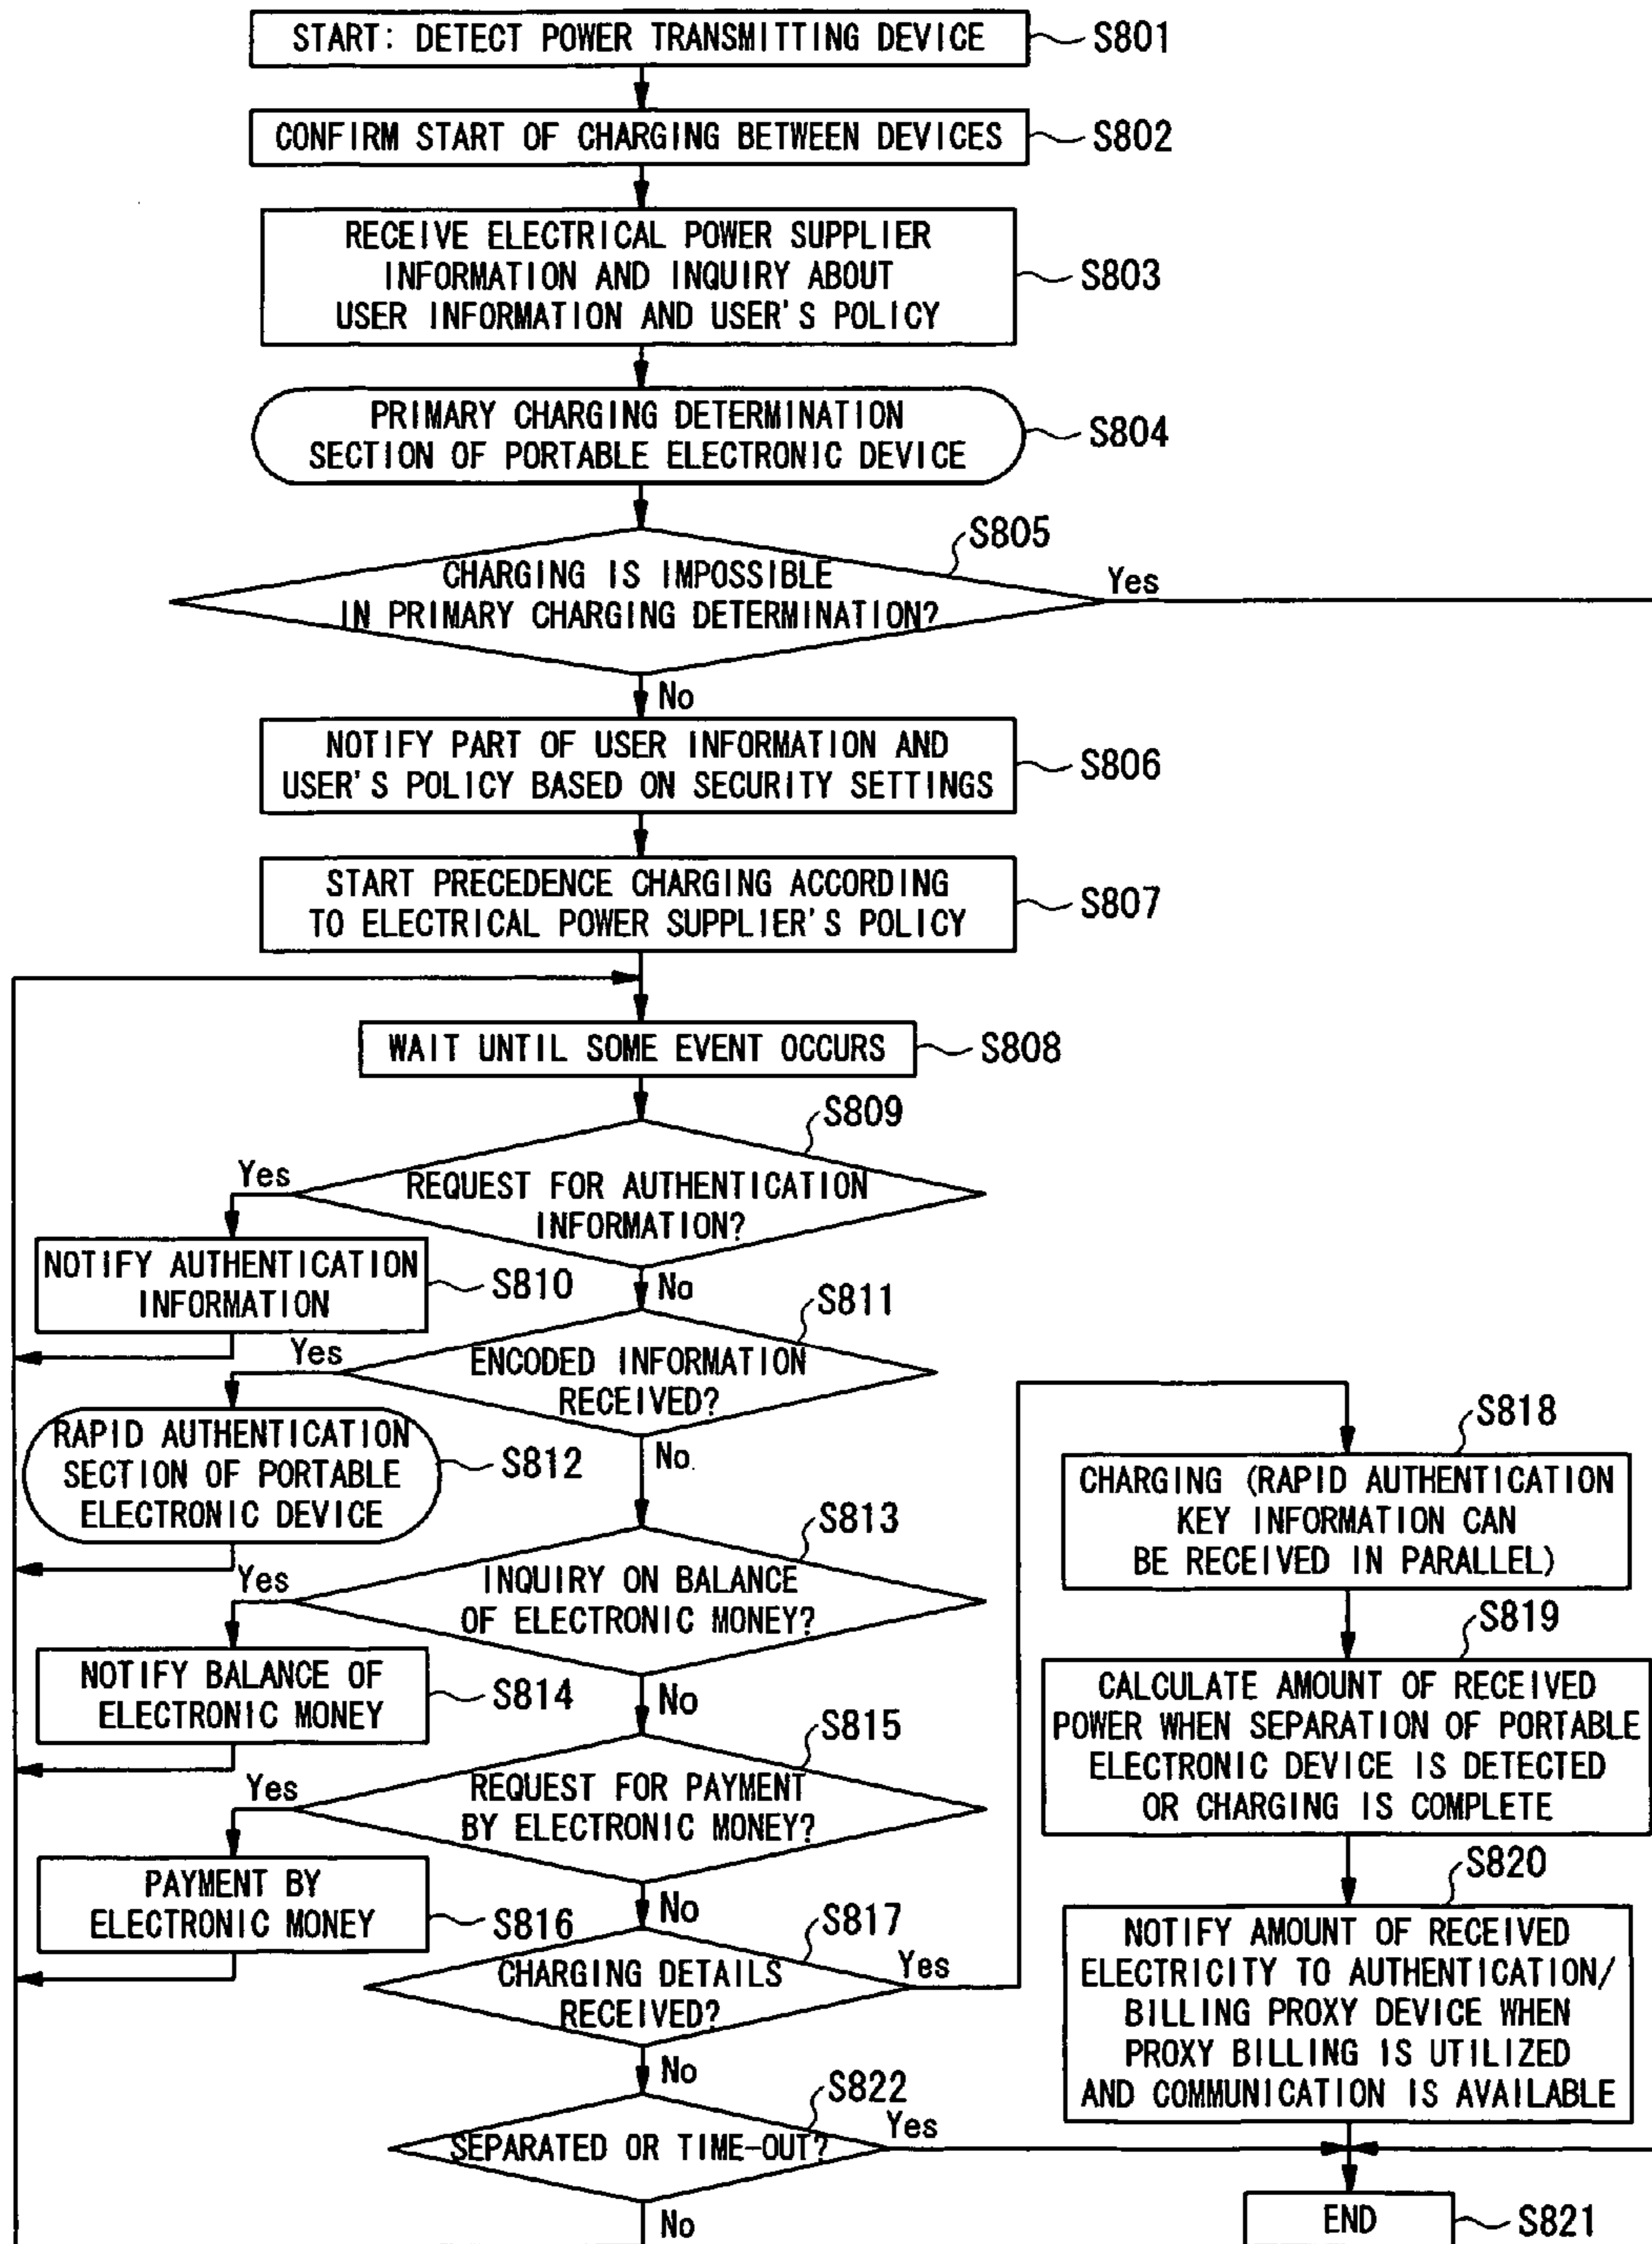 START: DETECT POWER TRANSMITTING DEVICE
S801
CONFIRM START OF CHARGING BETWEEN DEVICES
S802
RECEIVE ELECTRICAL POWER SUPPLIER
INFORMATION AND INQUIRY ABOUT
USER INFORMATION AND USER'S POLICY
S803
PRIMARY CHARGING DETERMINATION
SECTION OF PORTABLE ELECTRONIC DEVICE
S804
S805
CHARGING IS IMPOSSIBLE
IN PRIMARY CHARGING DETERMINATION?
Yes
No
NOTIFY PART OF USER INFORMATION AND
USER'S POLICY BASED ON SECURITY SETTINGS
S806
START PRECEDENCE CHARGING ACCORDING
TO ELECTRICAL POWER SUPPLIER'S POLICY
S807
WAIT UNTIL SOME EVENT OCCURS
S808
S809
Yes
REQUEST FOR AUTHENTICATION
INFORMATION?
No
NOTIFY AUTHENTICATION
INFORMATION
S810
S811
Yes
ENCODED INFORMATION
RECEIVED?
No
RAPID AUTHENTICATION
SECTION OF PORTABLE
ELECTRONIC DEVICE
S812
S813
Yes
INQUIRY ON BALANCE
OF ELECTRONIC MONEY?
No
NOTIFY BALANCE OF
ELECTRONIC MONEY
S814
S815
Yes
REQUEST FOR PAYMENT
BY ELECTRONIC MONEY?
No
PAYMENT BY
ELECTRONIC MONEY
S816
S817
CHARGING DETAILS
RECEIVED?
Yes
No
S818
CHARGING (RAPID AUTHENTICATION
KEY INFORMATION CAN
BE RECEIVED IN PARALLEL)
S819
CALCULATE AMOUNT OF RECEIVED
POWER WHEN SEPARATION OF PORTABLE
ELECTRONIC DEVICE IS DETECTED
OR CHARGING IS COMPLETE
S820
NOTIFY AMOUNT OF RECEIVED
ELECTRICITY TO AUTHENTICATION/
BILLING PROXY DEVICE WHEN
PROXY BILLING IS UTILIZED
AND COMMUNICATION IS AVAILABLE
S822
SEPARATED OR TIME-OUT?
Yes
No
END
S821